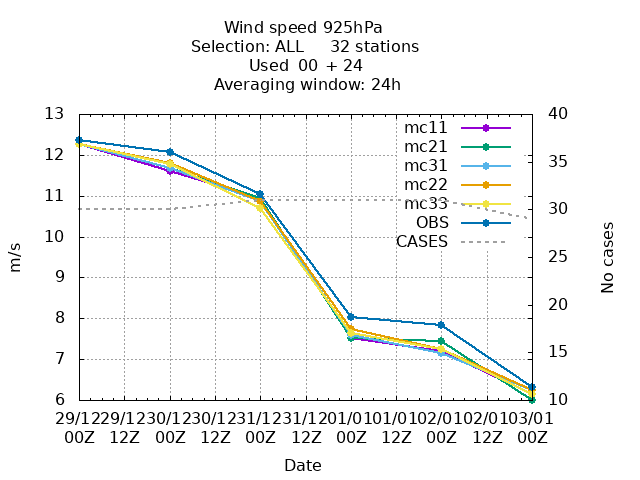 Wind speed 925hPa
Selection: ALL 32 stations
Used 00 + 24
Averaging window: 24h
13
12
11
10
9
8
7
6
m/s
40
35
30
25
20
15
10
No cases
mc11
mc21
mc31
mc22
mc33
OBS
CASES
29/12 29/12 30/12 30/12 31/12 31/12 01/01 01/01 02/01 02/01 03/01
00Z 12Z 00Z 12Z 00Z 12Z 00Z 12Z 00Z 12Z 00Z
Date